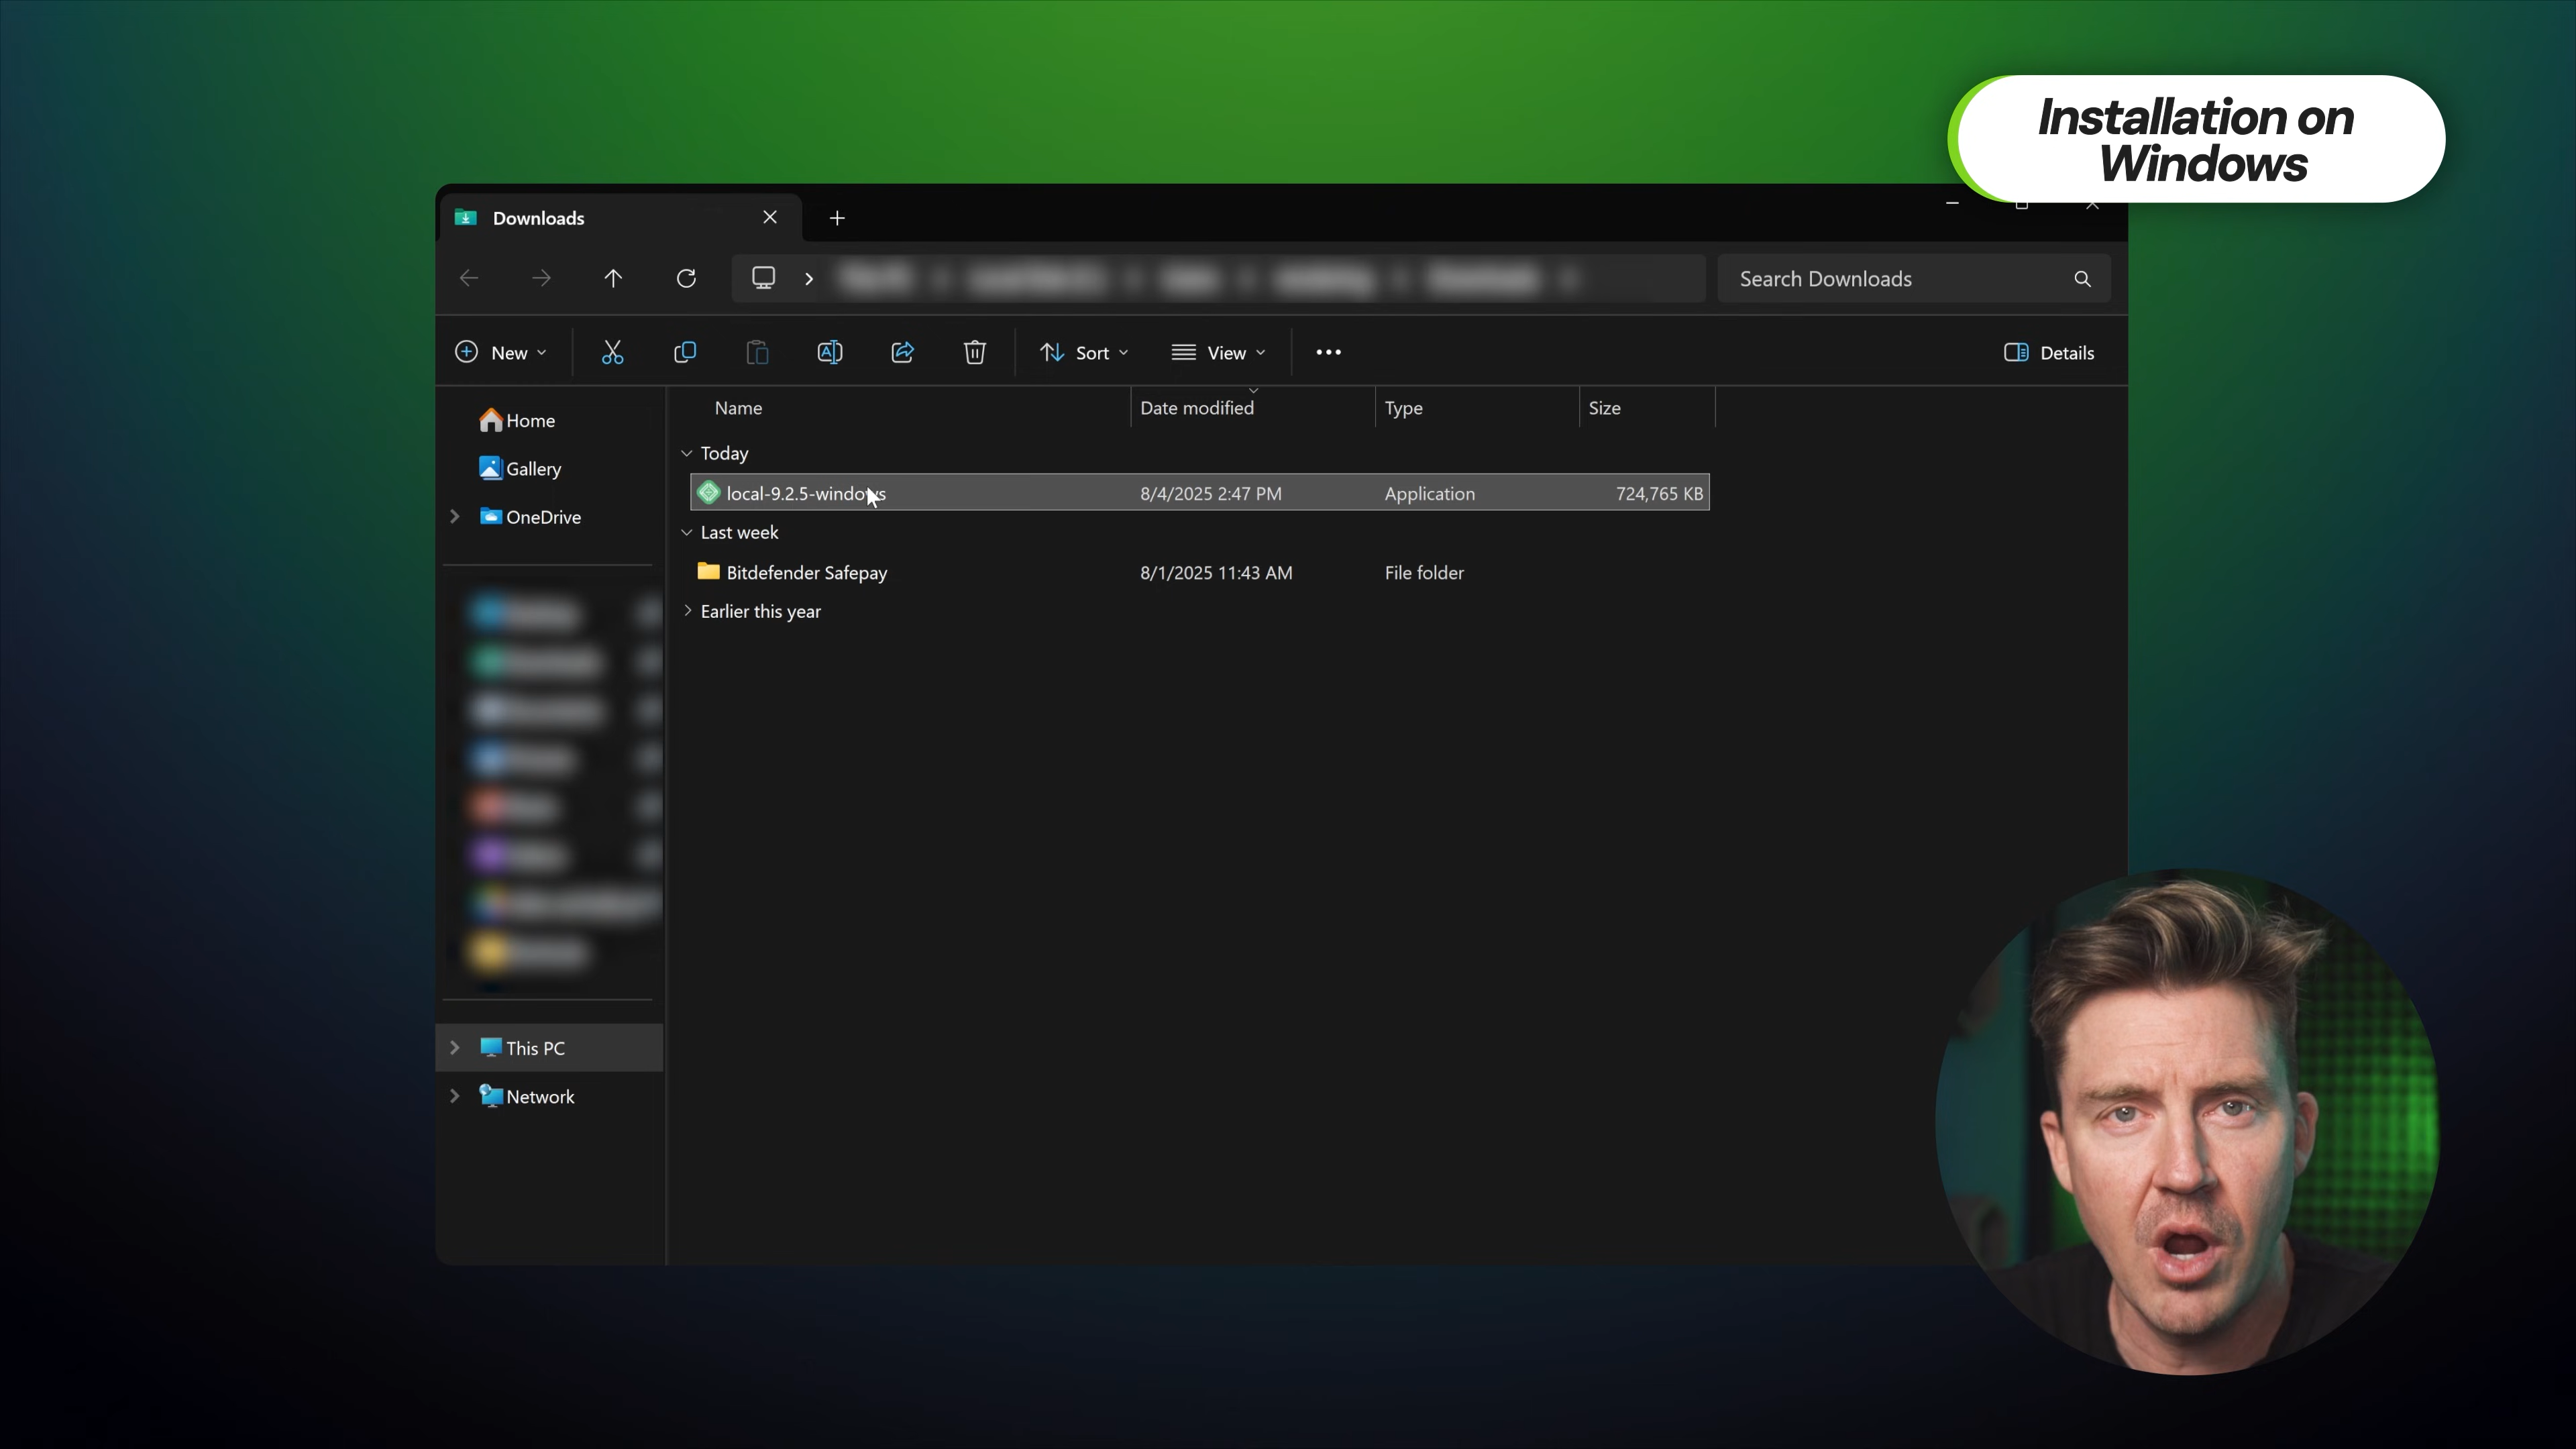 Installation on
Windows
Downloads
Search Downloads
New
Sort
View
Details
Name
Date modified
Type
Size
Home
Gallery
OneDrive
Today
local-9.2.5-windows
8/4/2025 2:47 PM
Application
724,765 KB
Last week
Bitdefender Safepay
8/1/2025 11:43 AM
File folder
Earlier this year
This PC
Network